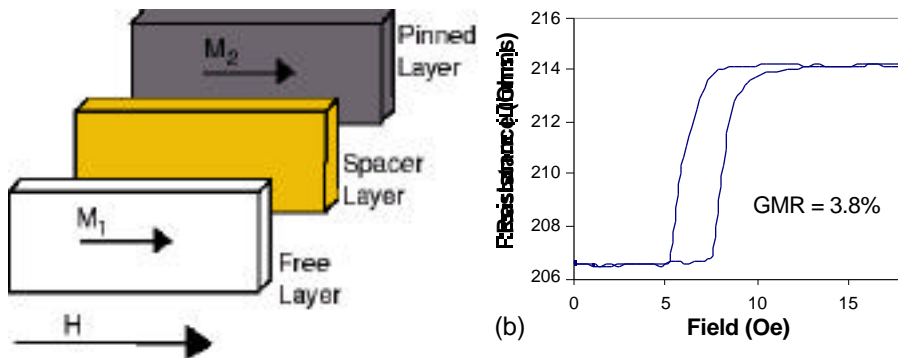 M2
Pinned
Layer
Spacer
Layer
M1
Free
Layer
H
(b)
216
214
212
210
208
206
0
5
10
15
GMR = 3.8%
Field (Oe)